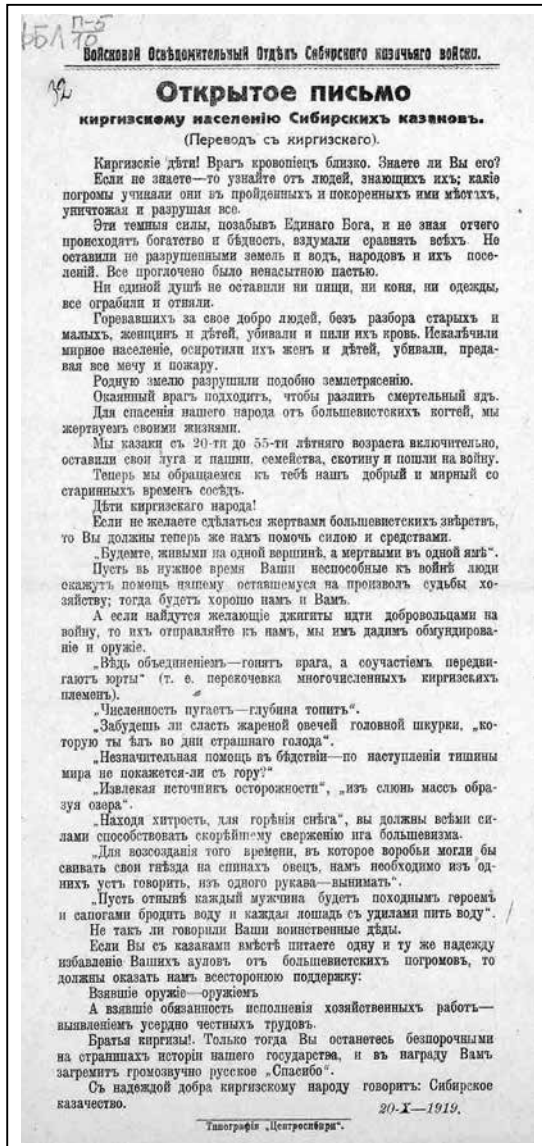 ББЛ П-5
10
Войсковой Освѣдомительный Отдѣлъ Сибирскаго казачьяго войска.
32
Открытое письмо
киргизскому населенію Сибирскихъ казаковъ.
(Переводъ съ киргизскаго).
Киргизскіе дѣти! Врагъ кровопіецъ близко. Знаете ли Вы его?
Если не знаете—то узнайте отъ людей, знающихъ ихъ; какіе
погромы учиняли они въ пройденныхъ и покоренныхъ ими мѣстахъ,
уничтожая и разрушая все.
Эти темныя силы, позабывъ Единаго Бога, и не зная отчего
происходятъ богатство и бѣдность, вздумали сравнять всѣхъ. Не
оставили не разрушенными земель и водъ, народовъ и ихъ посе-
леній. Все проглочено было ненасытною пастью.
Ни единой душѣ не оставили ни пищи, ни коня, ни одежды,
все ограбили и отняли.
Горевавшихъ за свое добро людей, безъ разбора старыхъ и
малыхъ, женщинъ и дѣтей, убивали и пили ихъ кровь. Искалѣчили
мирное населеніе, осиротили ихъ женъ и дѣтей, убивали, преда-
вая все мечу и пожару.
Родную змелю разрушили подобно землетрясенію.
Окаянный врагъ подходитъ, чтобы разлить смертельный ядъ.
Для спасенія нашего народа отъ большевистскихъ когтей, мы
жертвуемъ своими жизнями.
Мы казаки съ 20-ти до 55-ти лѣтняго возраста включительно,
оставили свои луга и пашни, семейства, скотину и пошли на войну.
Теперь мы обращаемся къ тебѣ нашъ добрый и мирный со
старинныхъ временъ сосѣдъ.
Дѣти киргизскаго народа!
Если не желаете сдѣлаться жертвами большевистскихъ звѣрствъ,
то Вы должны теперь же намъ помочь силою и средствами.
„Будемте, живыми на одной вершинѣ, а мертвыми въ одной ямѣ“.
Пусть въ нужное время Ваши неспособные къ войнѣ люди
окажутъ помощь нашему оставшемуся на произволъ судьбы хо-
зяйству; тогда будетъ хорошо намъ и Вамъ.
А если найдутся желающіе джигиты идти добровольцами на
войну, то ихъ отправляйте къ намъ, мы имъ дадимъ обмундирова-
ніе и оружіе.
„Вѣдь объединеніемъ—гонятъ врага, а соучастіемъ передви-
гаютъ юрты“ (т. е. перекочевка многочисленныхъ киргизскихъ
племенъ).
„Численность пугаетъ—глубина топитъ“.
„Забудешь ли сласть жареной овечей головной шкурки, „ко-
торую ты ѣлъ во дни страшнаго голода“.
„Незначительная помощь въ бѣдствіи—по наступленіи тишины
мира не покажется-ли съ гору?“
„Извлекая источникъ осторожности“, „изъ слюнь массъ обра-
зуя озера“.
„Находя хитрость, для горѣнія снѣга“, вы должны всѣми си-
лами способствовать скорѣйшему сверженію ига большевизма.
„Для возсозданія того времени, въ которое воробьи могли бы
свивать свои гнѣзда на спинахъ овецъ, намъ необходимо изъ од-
нихъ устъ говорить, изъ одного рукава—вынимать“.
„Пусть отнынѣ каждый мужчина будетъ походнымъ героемъ
и сапогами бродить воду и каждая лошадь съ удилами пить воду“.
Не такъ ли говорили Ваши воинственные дѣды.
Если Вы съ казаками вмѣстѣ питаете одну и ту же надежду
избавленіе Вашихъ ауловъ отъ большевистскихъ погромовъ, то
должны оказать намъ всестороннюю поддержку:
Взявшіе оружіе—оружіемъ
А взявшіе обязанность исполненія хозяйственныхъ работъ—
выявленіемъ усердно честныхъ трудовъ.
Братья киргизы!. Только тогда Вы останетесь безпорочными
на страницахъ исторіи нашего государства, и въ награду Вамъ
загремитъ громозвучно русское „Спасибо“.
Съ надеждой добра киргизскому народу говоритъ: Сибирское
казачество.
20-X—1919.
Типографія „Центросибири“.